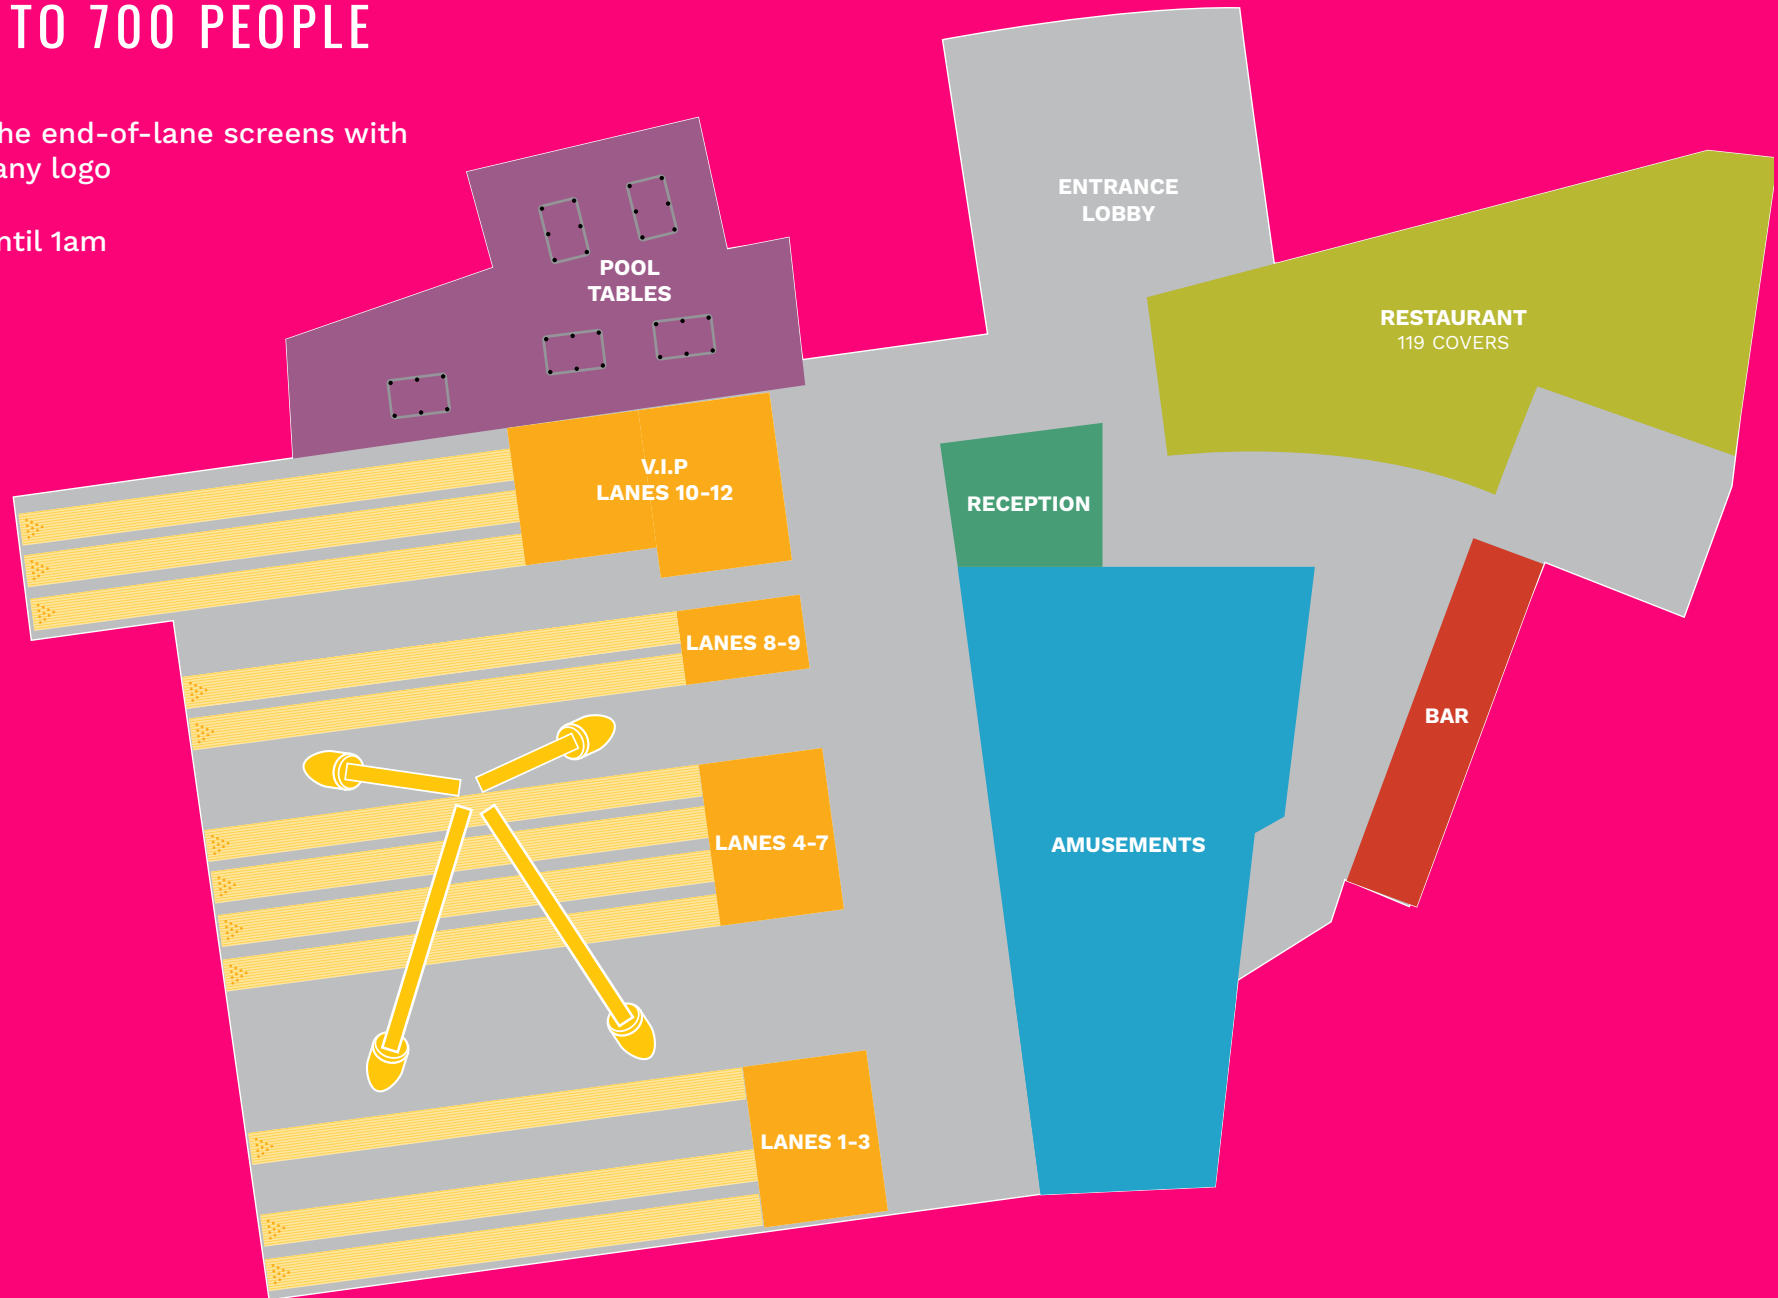 TO 700 PEOPLE
he end-of-lane screens with
any logo
ntil 1am
ENTRANCE
LOBBY
POOL
TABLES
RESTAURANT
119 COVERS
V.I.P
LANES 10-12
RECEPTION
LANES 8-9
BAR
LANES 4-7
AMUSEMENTS
LANES 1-3